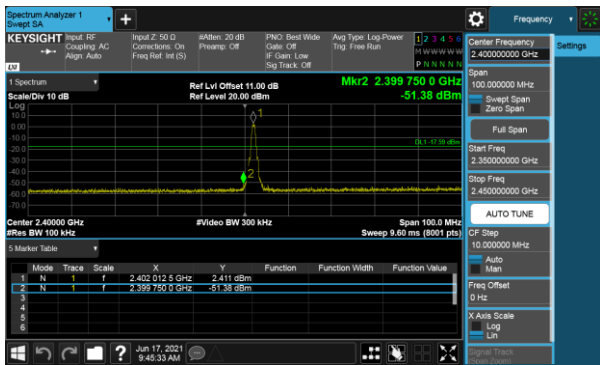 Spectrum Analyzer 1
Swept SA
+
Frequency
KEYSIGHT
Input: RF
Coupling: AC
Align: Auto
Input Z: 50 Ω
Corrections: On
Freq Ref: Int (S)
#Atten: 20 dB
Preamp: Off
PNO: Best Wide
Gate: Off
IF Gain: Low
Sig Track: Off
Avg Type: Log-Power
Trig: Free Run
1 2 3 4 5 6
M W W W W W
P N N N N N
LXI
Center Frequency
2.400000000 GHz
Settings
Span
100.000000 MHz
Swept Span
Zero Span
Full Span
Start Freq
2.350000000 GHz
Stop Freq
2.450000000 GHz
AUTO TUNE
CF Step
10.000000 MHz
Auto
Man
Freq Offset
0 Hz
X Axis Scale
Log
Lin
Signal Track
(Span Zoom)
1 Spectrum
Scale/Div 10 dB
Ref Lvl Offset 11.00 dB
Ref Level 20.00 dBm
Mkr2 2.399 750 0 GHz
-51.38 dBm
Log
10.0
0.00
-10.0
-20.0
-30.0
-40.0
-50.0
-60.0
-70.0
1
2
DL1 -17.59 dBm
Center 2.40000 GHz
#Res BW 100 kHz
#Video BW 300 kHz
Span 100.0 MHz
Sweep 9.60 ms (8001 pts)
5 Marker Table
Mode Trace Scale X Y Function Function Width Function Value
1 N 1 f 2.402 012 5 GHz 2.411 dBm
2 N 1 f 2.399 750 0 GHz -51.38 dBm
3
4
5
6
?
Jun 17, 2021
9:45:33 AM